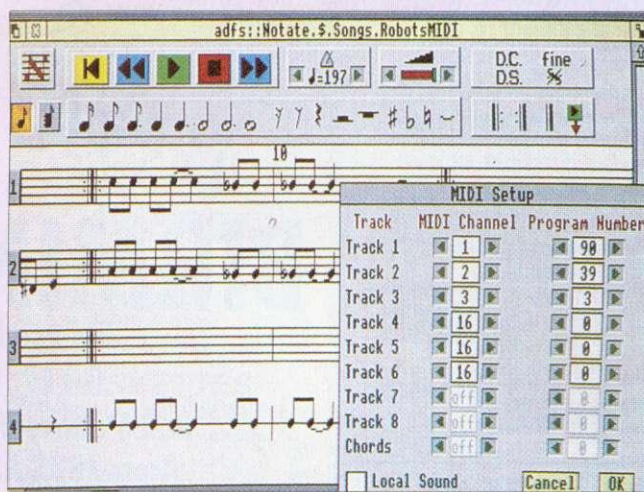 adfs::Notate.$.Songs.RobotsMIDI
♩=197
D.C. fine
D.S.
10
1
2
3
4
MIDI Setup
Track MIDI Channel Program Number
Track 1 1 90
Track 2 2 39
Track 3 3 3
Track 4 16 0
Track 5 16 0
Track 6 16 0
Track 7 off 0
Track 8 off 0
Chords off 0
Local Sound Cancel OK